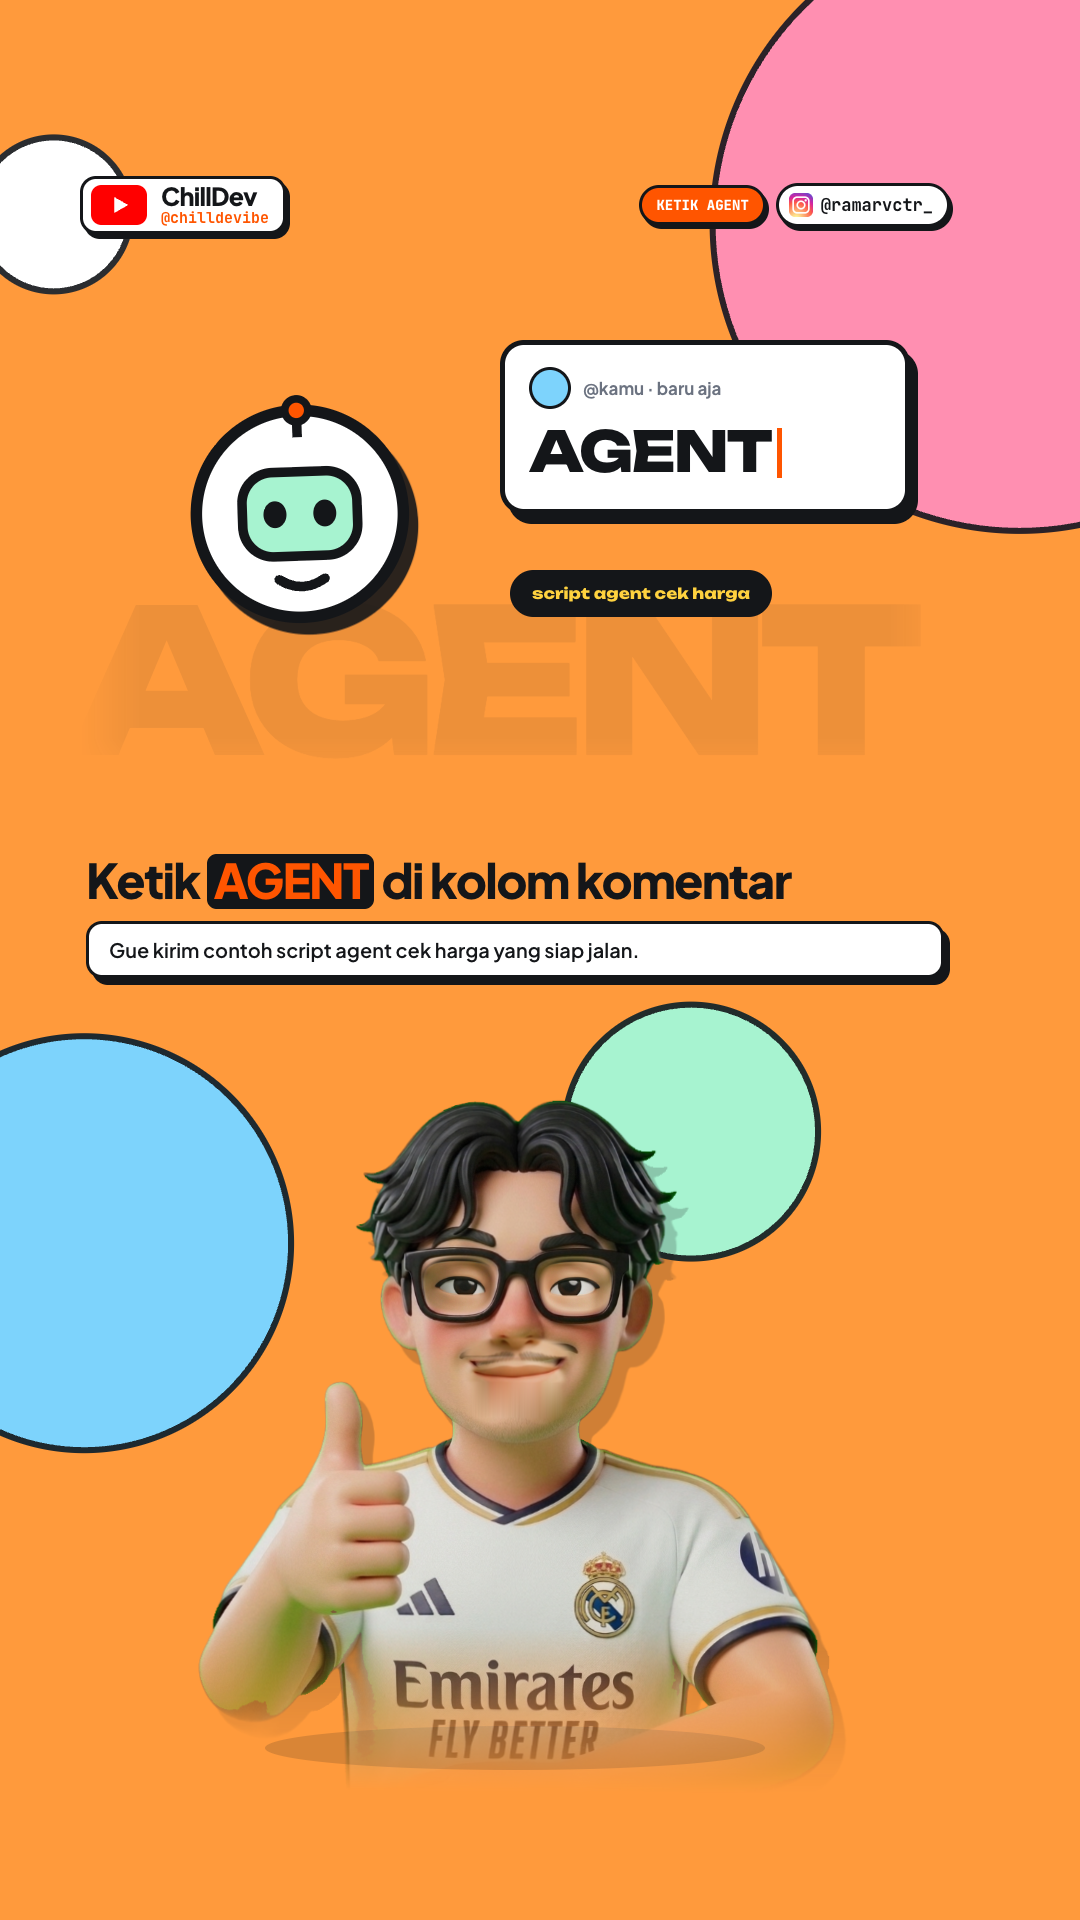 ChillDev
@chilldevibe
KETIK AGENT
@ramarvctr_
@kamu · baru aja
AGENT
script agent cek harga
AGENT
Ketik AGENT di kolom komentar
Gue kirim contoh script agent cek harga yang siap jalan.
h
Emirates
FLY BETTER